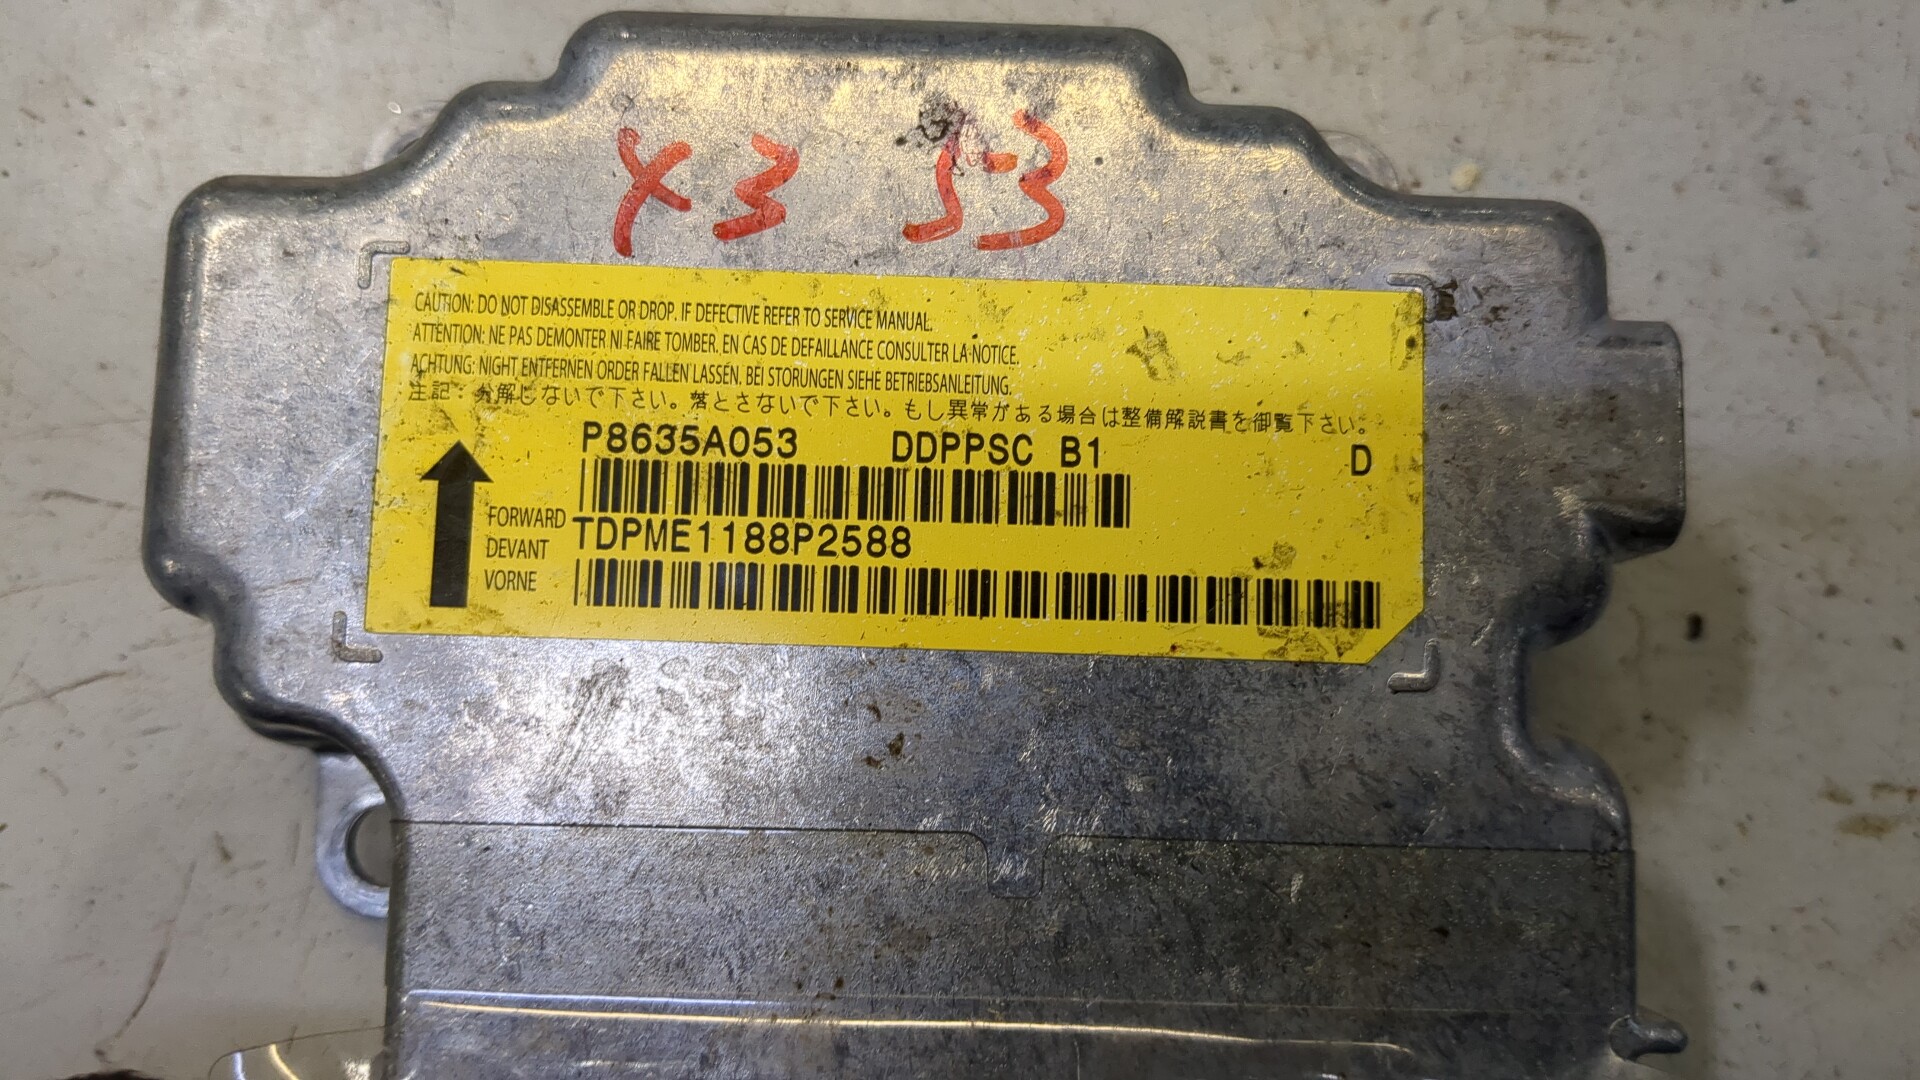 X3 53
CAUTION: DO NOT DISASSEMBLE OR DROP. IF DEFECTIVE REFER TO SERVICE MANUAL.
ATTENTION: NE PAS DEMONTER NI FAIRE TOMBER. EN CAS DE DEFAILLANCE CONSULTER LA NOTICE.
ACHTUNG: NIGHT ENTFERNEN ORDER FALLEN LASSEN. BEI STORUNGEN SIEHE BETRIEBSANLEITUNG.
注記：分解しないで下さい。落とさないで下さい。もし異常がある場合は整備解説書を御覧下さい。
P8635A053 DDPPSC B1 D
FORWARD TDPME1188P2588
DEVANT
VORNE